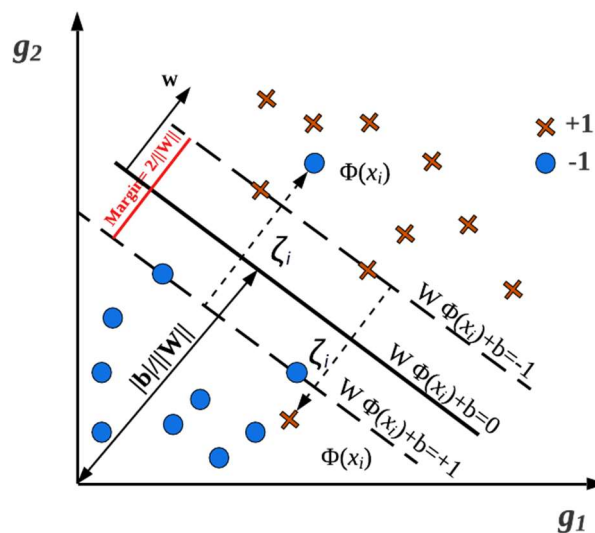 g₂
w
+1
-1
Margin= 2/||W||
Φ(xᵢ)
ζᵢ
W Φ(xᵢ)+b=-1
|b|/||W||
ζᵢ
W Φ(xᵢ)+b=0
W Φ(xᵢ)+b=+1
Φ(xᵢ)
g₁